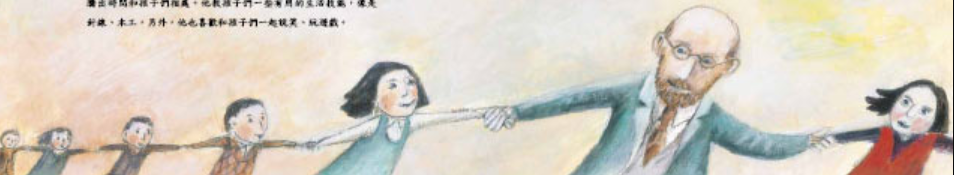 騰出時間和孩子們相處。他教孩子們一些有用的生活技能，像是
針線、木工。另外，他也喜歡和孩子們一起說笑、玩遊戲。